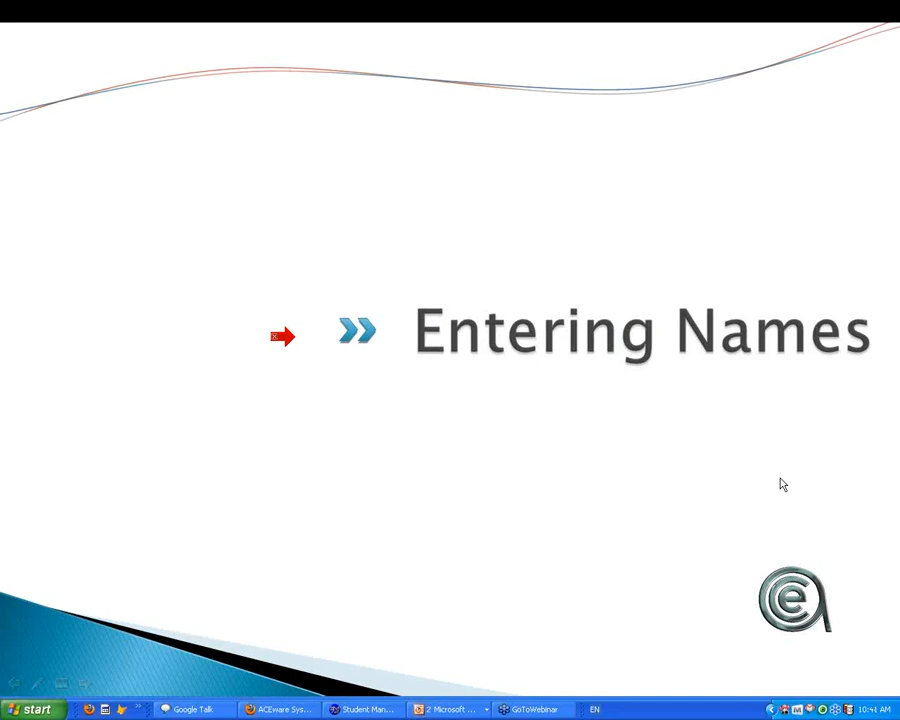 Entering Names
start
Google Talk
ACEware Sys...
Student Man...
2 Microsoft ...
GoToWebinar
EN
10:41 AM